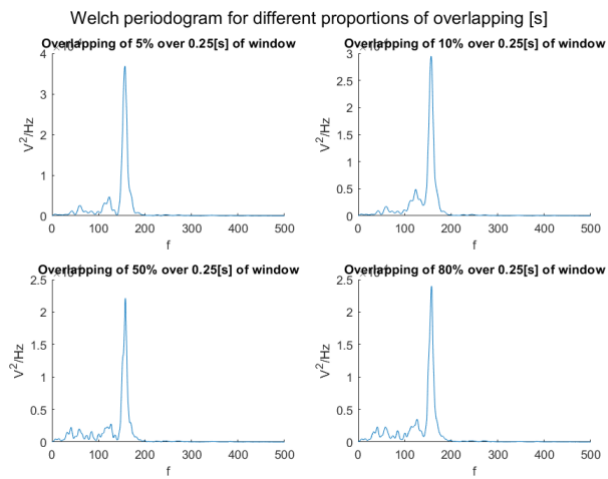 Welch periodogram for different proportions of overlapping [s]
Overlapping of 5% over 0.25[s] of window
4
3
2
1
0
V²/Hz
0 100 200 300 400 500
f
Overlapping of 10% over 0.25[s] of window
3
2.5
2
1.5
1
0.5
0
V²/Hz
0 100 200 300 400 500
f
Overlapping of 50% over 0.25[s] of window
2.5
2
1.5
1
0.5
0
V²/Hz
0 100 200 300 400 500
f
Overlapping of 80% over 0.25[s] of window
2.5
2
1.5
1
0.5
0
V²/Hz
0 100 200 300 400 500
f